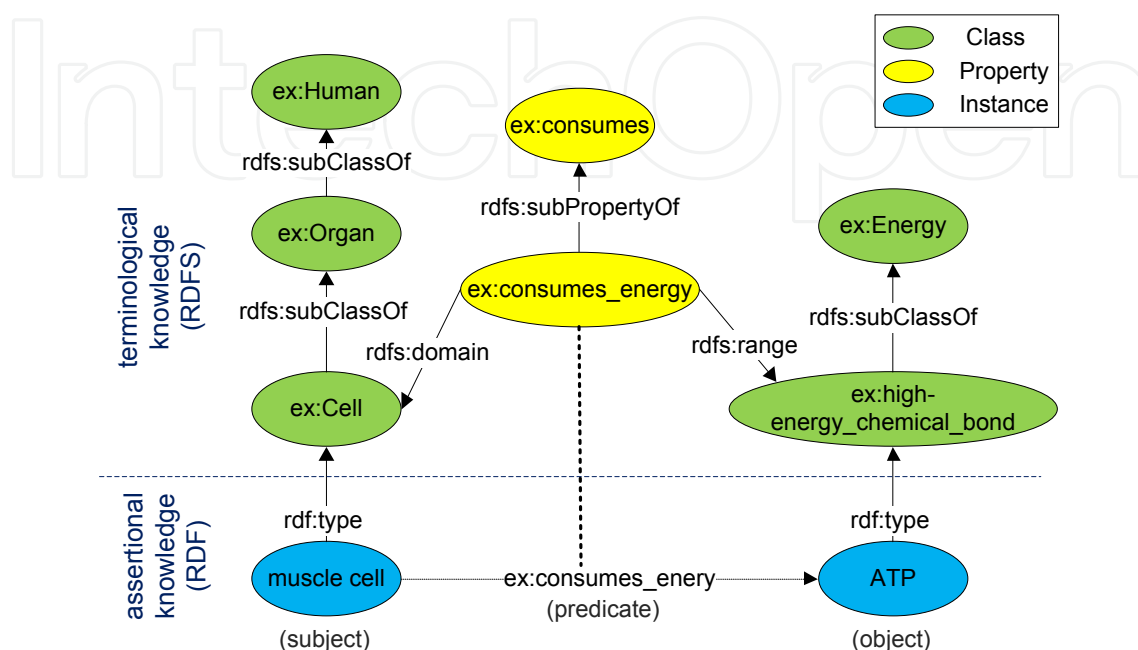 IntechOpen
Class
Property
Instance
ex:Human
ex:consumes
rdfs:subClassOf
rdfs:subPropertyOf
ex:Organ
ex:Energy
terminological
knowledge
(RDFS)
ex:consumes_energy
rdfs:subClassOf
rdfs:subClassOf
rdfs:domain
rdfs:range
ex:Cell
ex:high-
energy_chemical_bond
assertional
knowledge
(RDF)
rdf:type
rdf:type
muscle cell
ex:consumes_enery
ATP
(predicate)
(subject)
(object)